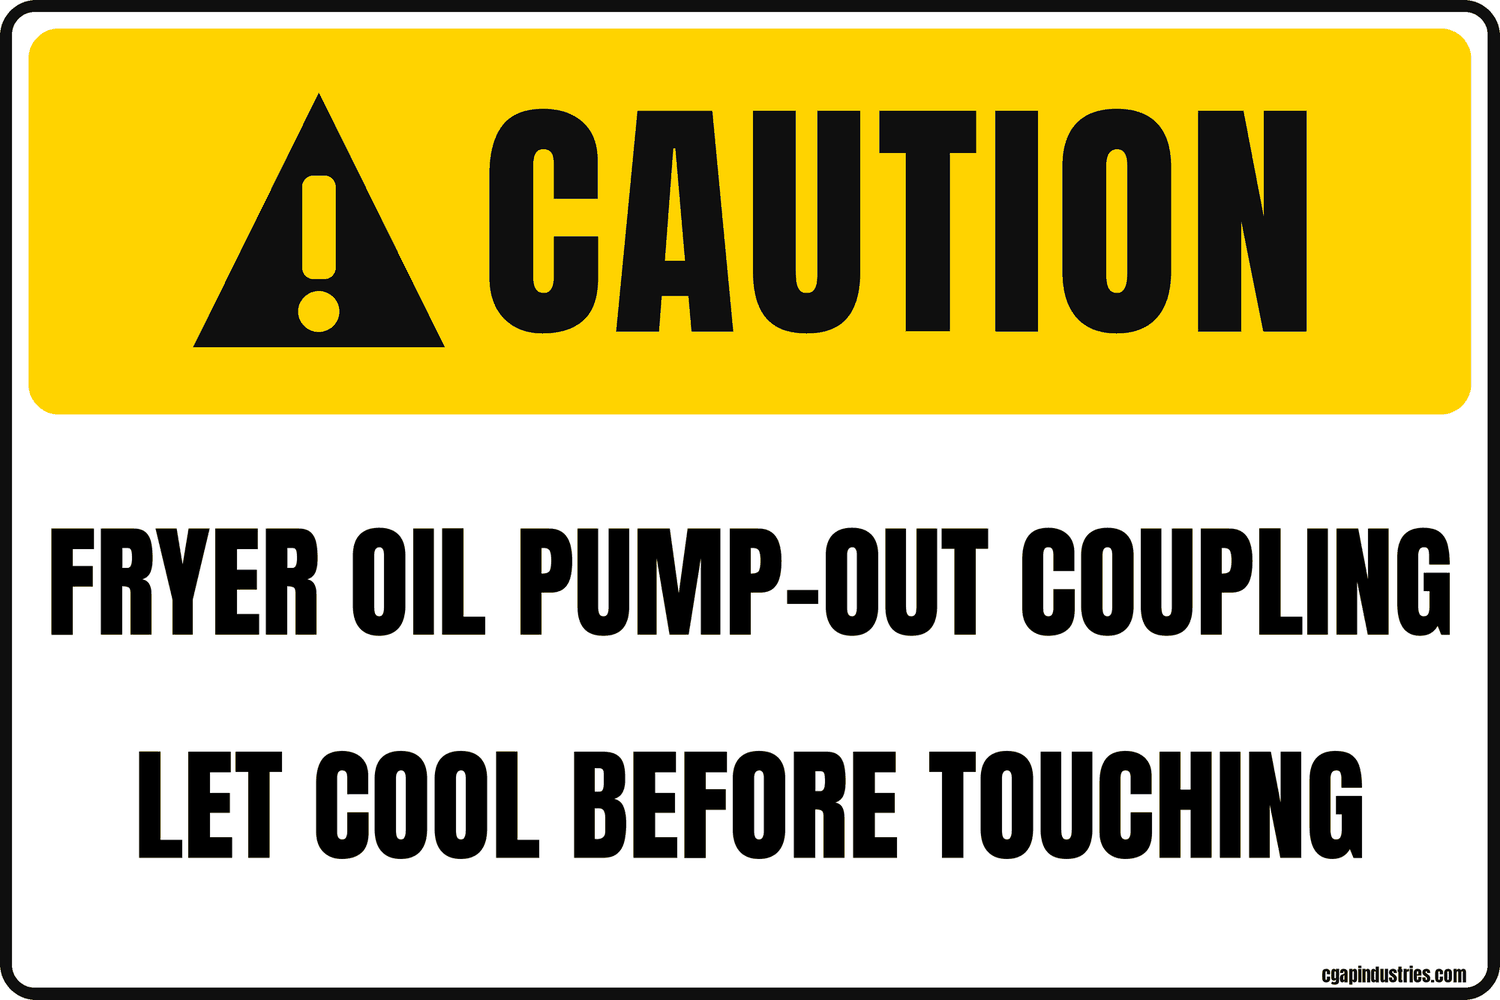 CAUTION
FRYER OIL PUMP-OUT COUPLING
LET COOL BEFORE TOUCHING
cgapindustries.com